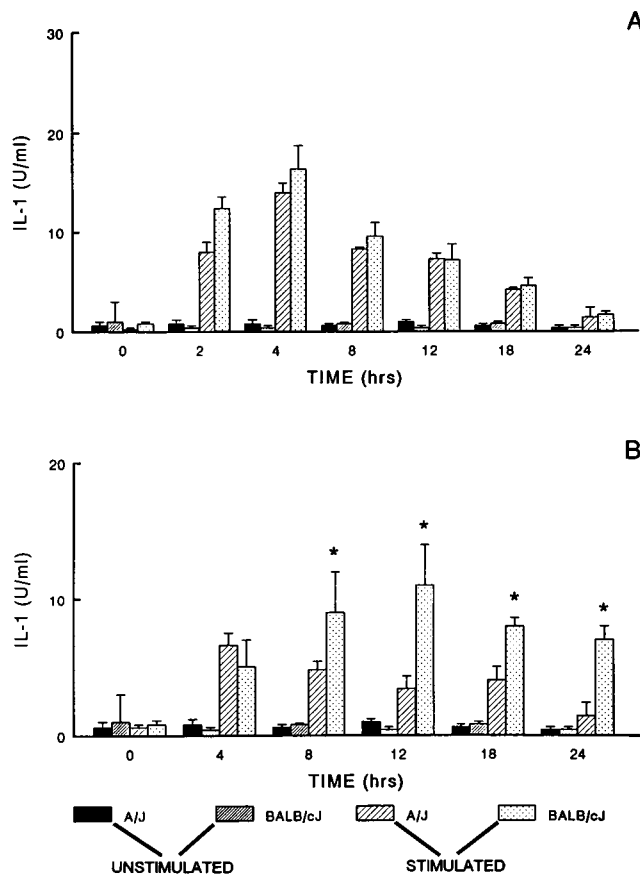 A
30
20
10
0
IL-1 (U/ml)
0 2 4 8 12 18 24
TIME (hrs)
B
20
10
0
IL-1 (U/ml)
* * * *
0 4 8 12 18 24
TIME (hrs)
A/J BALB/cJ A/J BALB/cJ
UNSTIMULATED STIMULATED